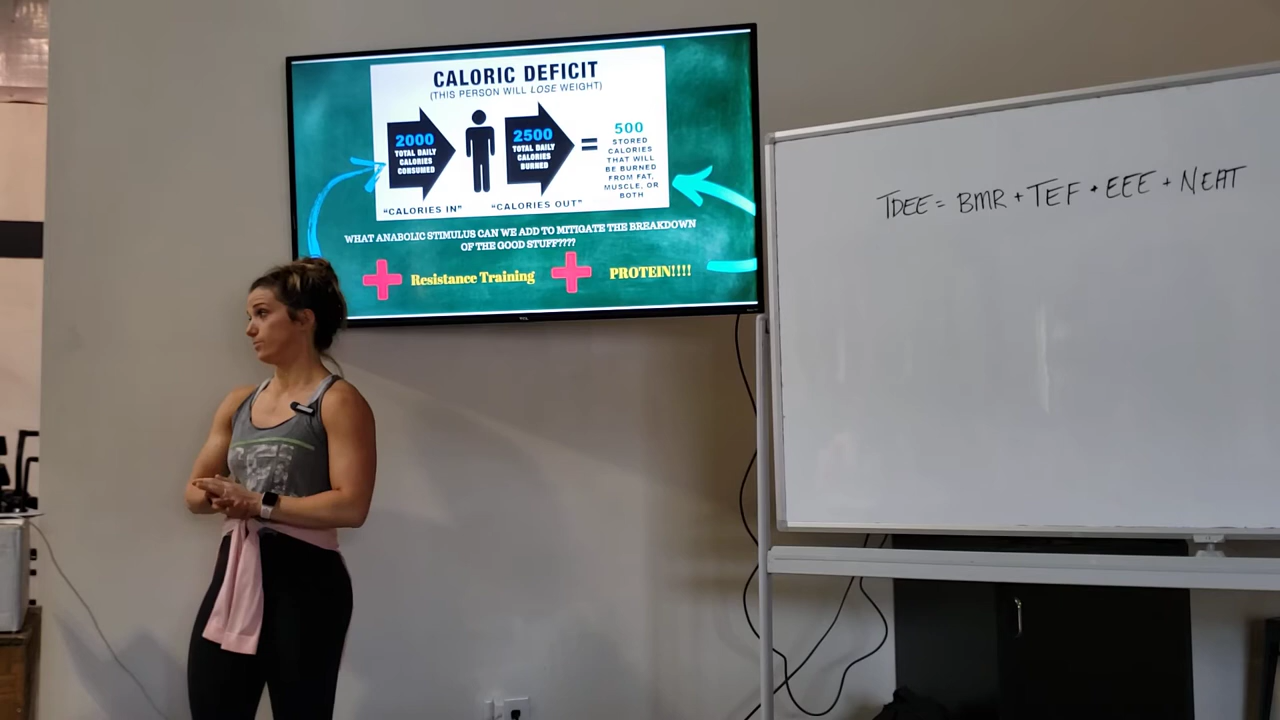 CALORIC DEFICIT
(THIS PERSON WILL LOSE WEIGHT)
2000
TOTAL DAILY
CALORIES
CONSUMED
2500
TOTAL DAILY
CALORIES
BURNED
=
500
STORED
CALORIES
THAT WILL
BE BURNED
FROM FAT,
MUSCLE, OR
BOTH
"CALORIES IN"
"CALORIES OUT"
WHAT ANABOLIC STIMULUS CAN WE ADD TO MITIGATE THE BREAKDOWN
OF THE GOOD STUFF????
Resistance Training
PROTEIN!!!!
TCL
TDEE = BMR + TEF + EEE + NEAT